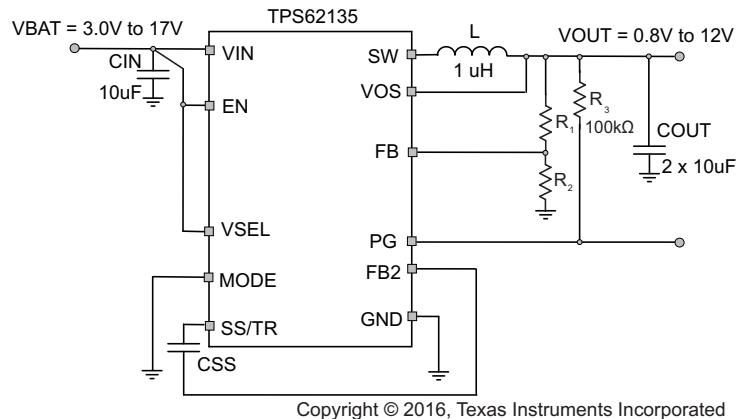 TPS62135
VBAT = 3.0V to 17V
VIN
CIN
10uF
EN
VSEL
MODE
SS/TR
CSS
SW
L
1 uH
VOS
FB
PG
FB2
GND
VOUT = 0.8V to 12V
R1
R2
R3
100kΩ
COUT
2 x 10uF
Copyright © 2016, Texas Instruments Incorporated